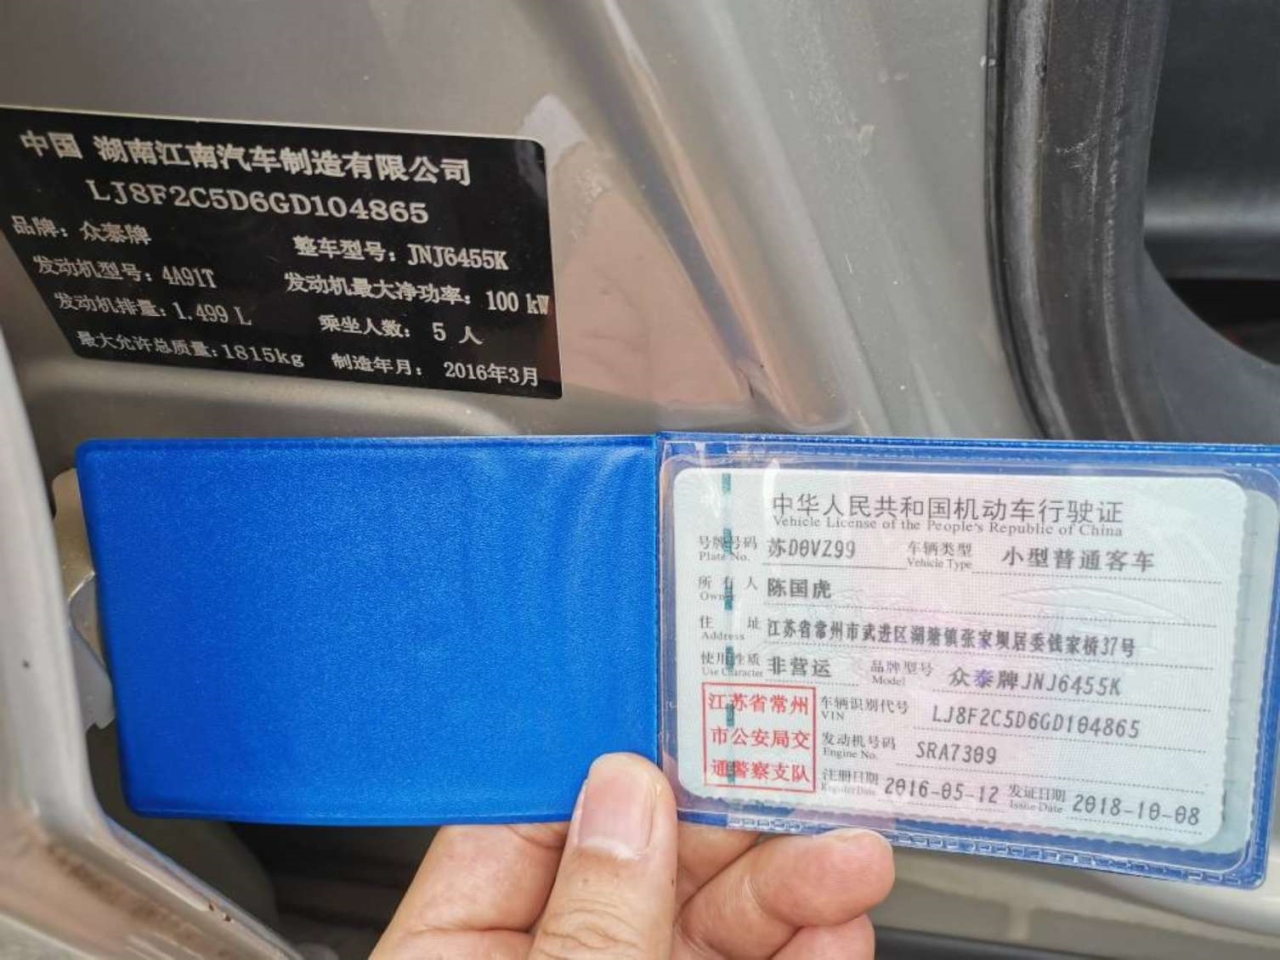 中国 湖南江南汽车制造有限公司
LJ8F2C5D6GD104865
品牌：众泰牌 整车型号：JNJ6455K
发动机型号：4A91T 发动机最大净功率：100 kW
发动机排量：1.499 L 乘坐人数：5 人
最大允许总质量：1815kg 制造年月：2016年3月
中华人民共和国机动车行驶证
Vehicle License of the People's Republic of China
号牌号码 苏D0VZ99 车辆类型 小型普通客车
Plate No. Vehicle Type
所有人 陈国虎
Owner
住址 江苏省常州市武进区湖塘镇张家坝居委钱家桥37号
Address
使用性质 非营运 品牌型号 众泰牌JNJ6455K
Use Character Model
江苏省常州
市公安局交
通警察支队
车辆识别代号 LJ8F2C5D6GD104865
VIN
发动机号码 SRA7309
Engine No.
注册日期 2016-05-12 发证日期 2018-10-08
Register Date Issue Date